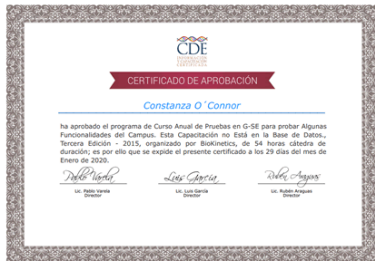 CDE
CERTIFICADO DE APROBACIÓN
Constanza O´Connor
ha aprobado el programa de Curso Anual de Pruebas en G-SE para probar Algunas
Funcionalidades del Campus. Esta Capacitación no Está en la Base de Datos.,
Tercera Edición - 2015, organizado por BioKinetics, de 54 horas cátedra de
duración; es por ello que se expide el presente certificado a los 29 días del mes de
Enero de 2020.
Pablo Varela Luis García Rubén Araguas
Lic. Pablo Varela Lic. Luis García Lic. Rubén Araguas
Director Director Director